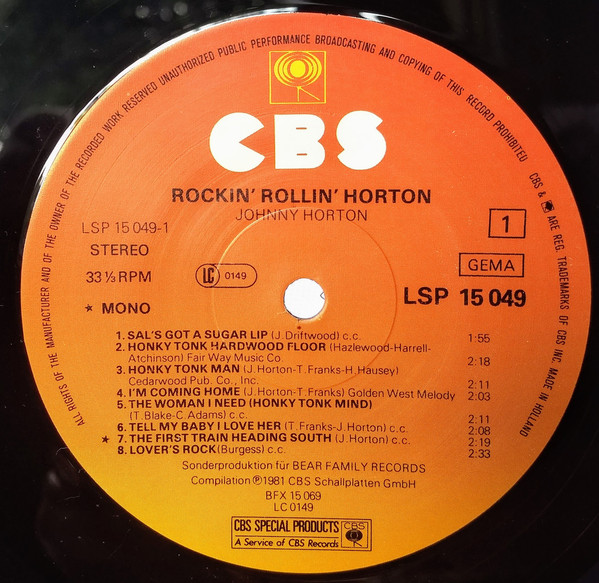 ALL RIGHTS OF THE MANUFACTURER AND OF THE OWNER OF THE RECORDED WORK RESERVED UNAUTHORIZED PUBLIC PERFORMANCE BROADCASTING AND COPYING OF THIS RECORD PROHIBITED
CBS & ARE REG. TRADEMARKS OF CBS INC. MADE IN HOLLAND
CBS
ROCKIN' ROLLIN' HORTON
JOHNNY HORTON
LSP 15 049-1
1
STEREO
GEMA
33 ⅓ RPM
LC 0149
LSP 15 049
★ MONO
1. SAL'S GOT A SUGAR LIP (J. Driftwood) c.c. 1:55
2. HONKY TONK HARDWOOD FLOOR (Hazlewood-Harrell-
Atchinson) Fair Way Music Co. 2:18
3. HONKY TONK MAN (J.Horton-T.Franks-H.Hausey)
Cedarwood Pub. Co., Inc. 2:11
4. I'M COMING HOME (J.Horton-T.Franks) Golden West Melody 2:03
5. THE WOMAN I NEED (HONKY TONK MIND)
(T.Blake-C.Adams) c.c. 2:11
6. TELL MY BABY I LOVE HER (T.Franks-J.Horton) c.c. 2:08
★ 7. THE FIRST TRAIN HEADING SOUTH (J.Horton) c.c. 2:19
8. LOVER'S ROCK (Burgess) c.c. 2:33
Sonderproduktion für BEAR FAMILY RECORDS
Compilation ℗1981 CBS Schallplatten GmbH
BFX 15 069
LC 0149
CBS SPECIAL PRODUCTS CBS
A Service of CBS Records